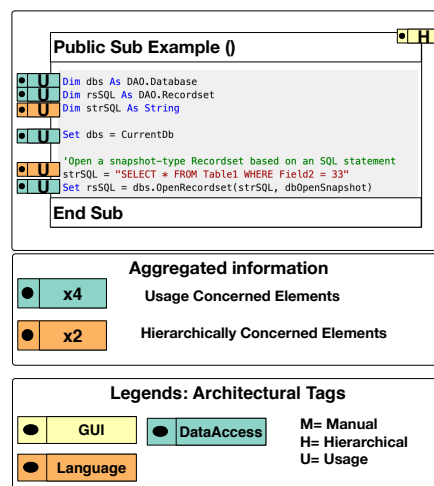 H
Public Sub Example ()
U Dim dbs As DAO.Database
U Dim rsSQL As DAO.Recordset
U Dim strSQL As String
U Set dbs = CurrentDb
'Open a snapshot-type Recordset based on an SQL statement
U strSQL = "SELECT * FROM Table1 WHERE Field2 = 33"
U Set rsSQL = dbs.OpenRecordset(strSQL, dbOpenSnapshot)
End Sub
Aggregated information
x4 Usage Concerned Elements
x2 Hierarchically Concerned Elements
Legends: Architectural Tags
GUI DataAccess M= Manual
H= Hierarchical
Language U= Usage